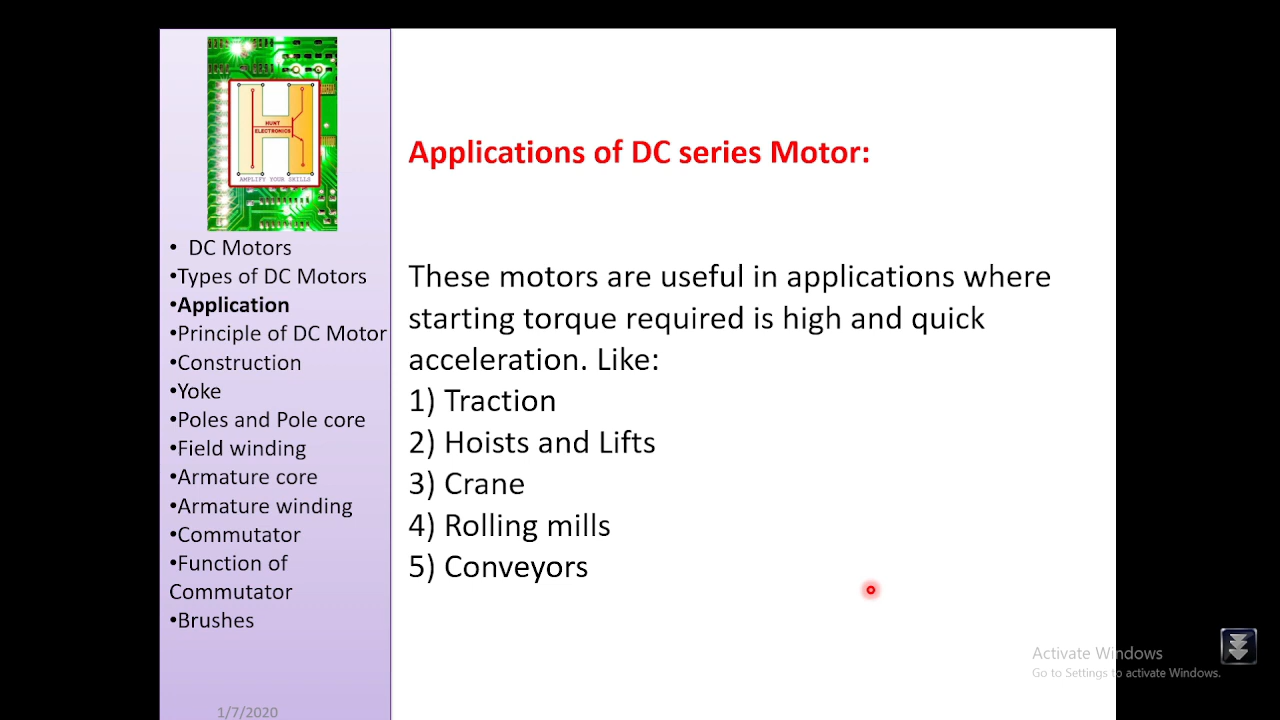 HUNT
ELECTRONICS
AMPLIFY YOUR SKILLS
• DC Motors
•Types of DC Motors
•Application
•Principle of DC Motor
•Construction
•Yoke
•Poles and Pole core
•Field winding
•Armature core
•Armature winding
•Commutator
•Function of
Commutator
•Brushes
1/7/2020
Applications of DC series Motor:
These motors are useful in applications where
starting torque required is high and quick
acceleration. Like:
1) Traction
2) Hoists and Lifts
3) Crane
4) Rolling mills
5) Conveyors
Activate Windows
Go to Settings to activate Windows.